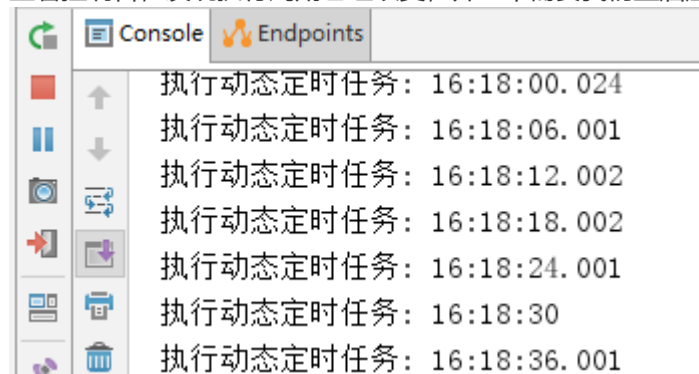 Console Endpoints
执行动态定时任务: 16:18:00.024
执行动态定时任务: 16:18:06.001
执行动态定时任务: 16:18:12.002
执行动态定时任务: 16:18:18.002
执行动态定时任务: 16:18:24.001
执行动态定时任务: 16:18:30
执行动态定时任务: 16:18:36.001